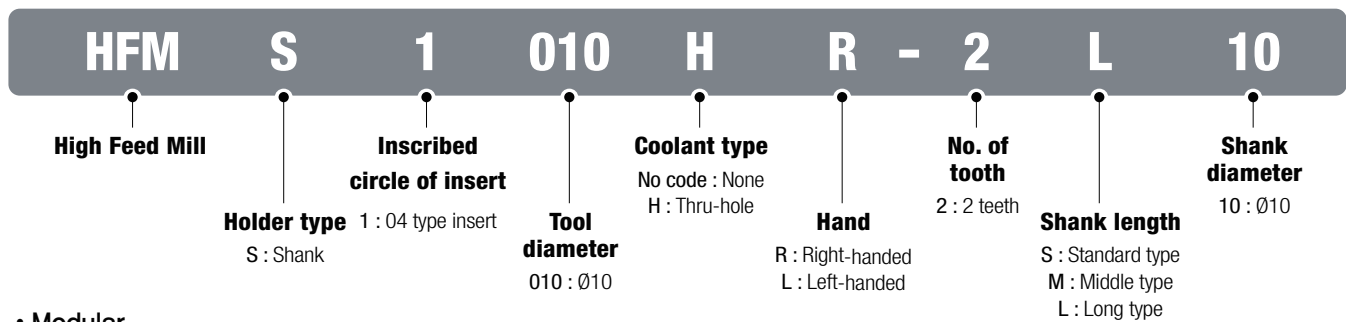 HFM S 1 010 H R - 2 L 10
High Feed Mill
Holder type
S : Shank
Inscribed
circle of insert
1 : 04 type insert
Tool
diameter
010 : Ø10
Coolant type
No code : None
H : Thru-hole
Hand
R : Right-handed
L : Left-handed
No. of
tooth
2 : 2 teeth
Shank length
S : Standard type
M : Middle type
L : Long type
Shank
diameter
10 : Ø10
• Modular